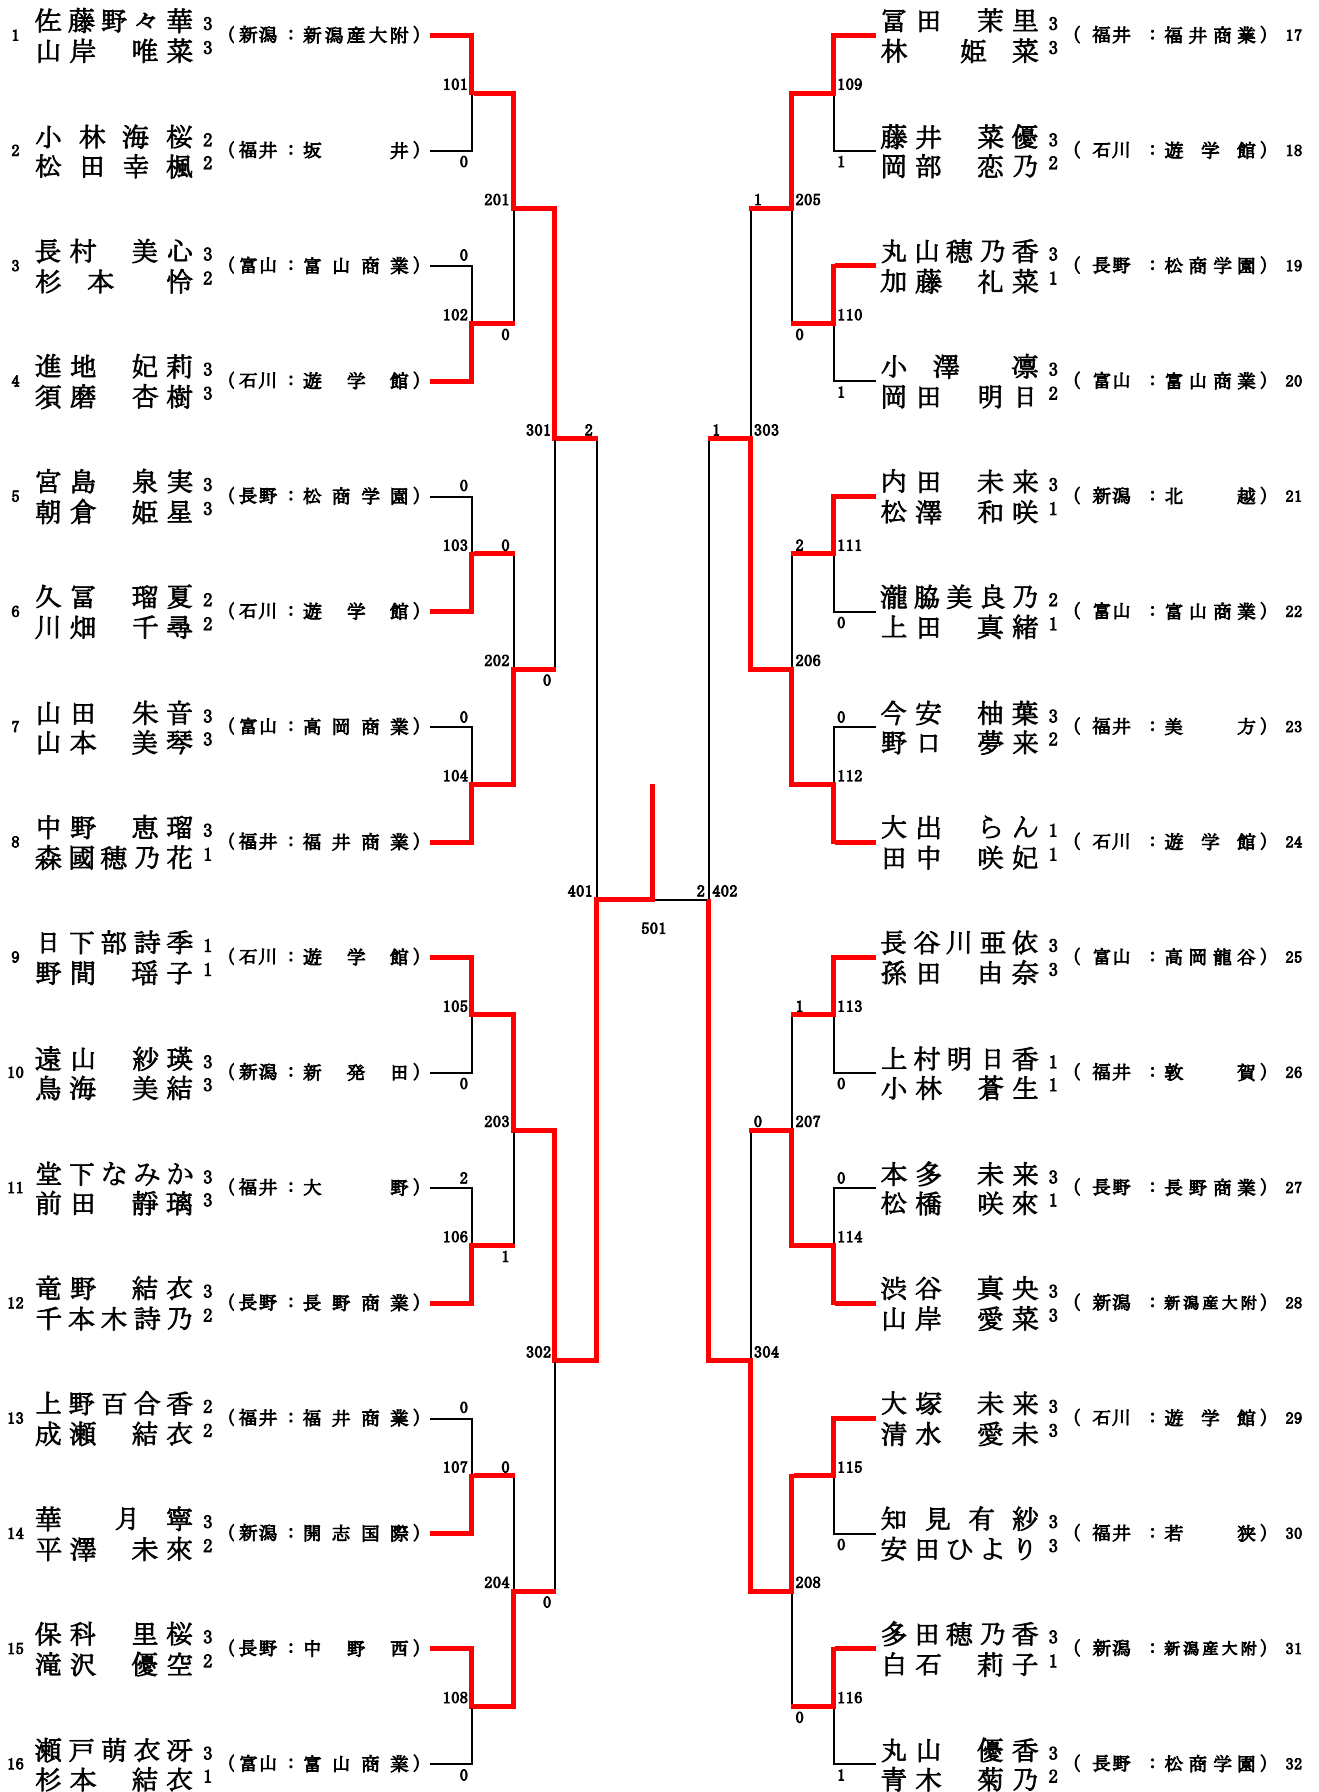 1 佐藤野々華 3 (新潟：新潟産大附)
山岸 唯菜 3
101
2 小林海桜 2 (福井：坂井)
松田幸楓 2
0
201
3 長村 美心 3 (富山：富山商業) 0
杉本 怜 2
102
0
4 進地 妃莉 3 (石川：遊学館)
須磨 杏樹 3
301 2
5 宮島 泉実 3 (長野：松商学園) 0
朝倉 姫星 3
103 0
6 久冨 瑠夏 2 (石川：遊学館)
川畑 千尋 2
202
0
7 山田 朱音 3 (富山：高岡商業) 0
山本 美琴 3
104
8 中野 恵瑠 3 (福井：福井商業)
森國穂乃花 1
401
501
9 日下部詩季 1 (石川：遊学館)
野間 瑶子 1
105
10 遠山 紗瑛 3 (新潟：新発田)
鳥海 美結 3
0
203
11 堂下なみか 3 (福井：大野) 2
前田 靜璃 3
106
1
12 竜野 結衣 3 (長野：長野商業)
千本木詩乃 2
302
13 上野百合香 2 (福井：福井商業) 0
成瀬 結衣 2
107 0
14 華 月寧 3 (新潟：開志国際)
平澤 未來 2
204
0
15 保科 里桜 3 (長野：中野西)
滝沢 優空 2
108
16 瀬戸萌衣冴 3 (富山：富山商業)
杉本 結衣 1
0
冨田 茉里 3 (福井：福井商業) 17
林 姫菜 3
109
藤井 菜優 3 (石川：遊学館) 18
岡部 恋乃 2
1
1 205
丸山穂乃香 3 (長野：松商学園) 19
加藤 礼菜 1
110
0
小澤 凛 3 (富山：富山商業) 20
岡田 明日 2
1
1 303
内田 未来 3 (新潟：北越) 21
松澤 和咲 1
2 111
瀧脇美良乃 2 (富山：富山商業) 22
上田 真緒 1
0
206
0 今安 柚葉 3 (福井：美方) 23
野口 夢来 2
112
大出 らん 1 (石川：遊学館) 24
田中 咲妃 1
2 402
長谷川亜依 3 (富山：高岡龍谷) 25
孫田 由奈 3
1 113
上村明日香 1 (福井：敦賀) 26
小林 蒼生 1
0
0 207
0 本多 未来 3 (長野：長野商業) 27
松橋 咲來 1
114
渋谷 真央 3 (新潟：新潟産大附) 28
山岸 愛菜 3
304
大塚 未来 3 (石川：遊学館) 29
清水 愛未 3
115
知見有紗 3 (福井：若狭) 30
安田ひより 3
0
208
多田穂乃香 3 (新潟：新潟産大附) 31
白石 莉子 1
116
0
丸山 優香 3 (長野：松商学園) 32
青木 菊乃 2
1